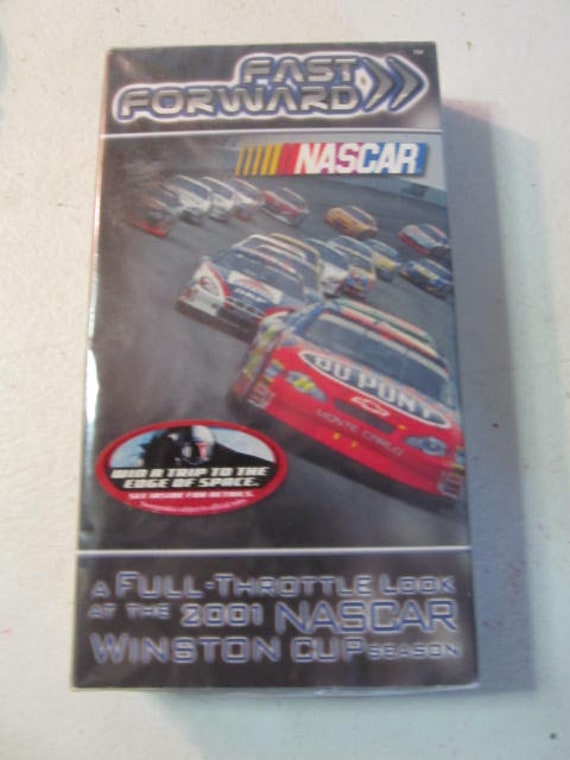 FAST
FORWARD
NASCAR
DUPONT
MONTE CARLO
WIN A TRIP TO THE
EDGE OF SPACE.
SEE INSIDE FOR DETAILS.
A FULL-THROTTLE LOOK
AT THE 2001 NASCAR
WINSTON CUP SEASON